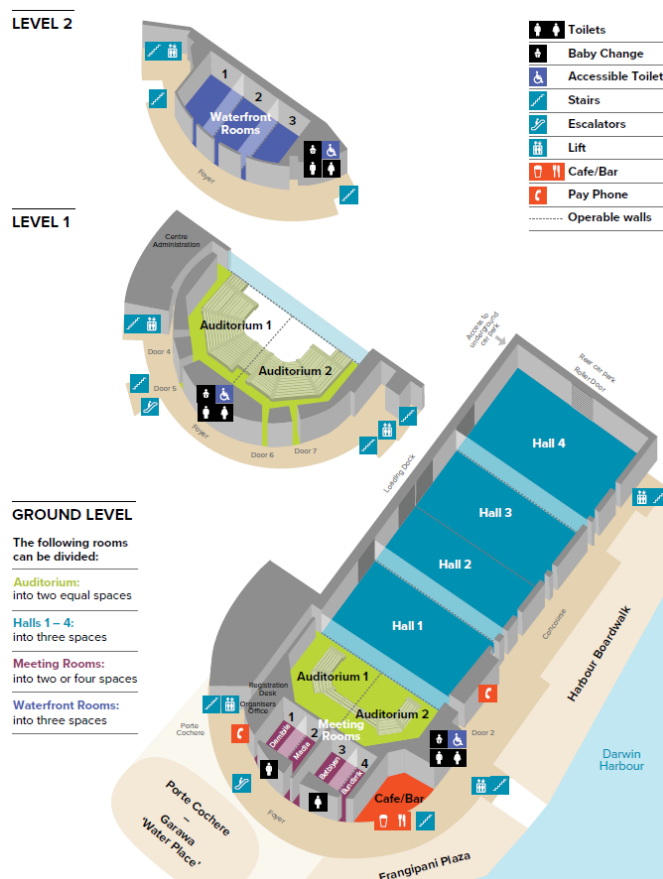 LEVEL 2
1
2
3
Waterfront
Rooms
Foyer
Toilets
Baby Change
Accessible Toilet
Stairs
Escalators
Lift
Cafe/Bar
Pay Phone
Operable walls
LEVEL 1
Centre
Administration
Auditorium 1
Auditorium 2
Door 4
Door 5
Foyer
Door 6
Door 7
Access to
underground
car park
Rear car park
Roller Door
Loading Dock
Hall 4
Hall 3
Hall 2
Hall 1
GROUND LEVEL
The following rooms
can be divided:
Auditorium:
into two equal spaces
Halls 1 – 4:
into three spaces
Meeting Rooms:
into two or four spaces
Waterfront Rooms:
into three spaces
Concourse
Harbour Boardwalk
Darwin
Harbour
Auditorium 1
Auditorium 2
Registration
Desk
Organisers
Office
Meeting
Rooms
1
2
3
4
Media
Door 2
Porte
Cochere
Cafe/Bar
Foyer
Porte Cochere
–
Garawa
'Water Place'
Frangipani Plaza